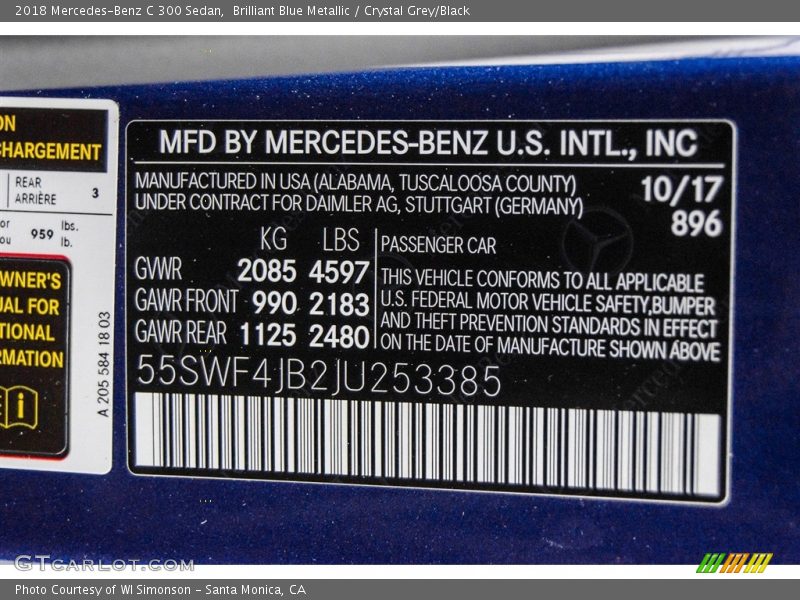 2018 Mercedes-Benz C 300 Sedan,  Brilliant Blue Metallic / Crystal Grey/Black
ON
CHARGEMENT
REAR
ARRIÈRE
3
or
ou
959
lbs.
lb.
WNER'S
UAL FOR
TIONAL
RMATION
i
A 205 584 18 03
MFD BY MERCEDES-BENZ U.S. INTL., INC
MANUFACTURED IN USA (ALABAMA, TUSCALOOSA COUNTY)
UNDER CONTRACT FOR DAIMLER AG, STUTTGART (GERMANY)
10/17
896
KG LBS
GWR 2085 4597
GAWR FRONT 990 2183
GAWR REAR 1125 2480
PASSENGER CAR
THIS VEHICLE CONFORMS TO ALL APPLICABLE
U.S. FEDERAL MOTOR VEHICLE SAFETY,BUMPER
AND THEFT PREVENTION STANDARDS IN EFFECT
ON THE DATE OF MANUFACTURE SHOWN ABOVE
55SWF4JB2JU253385
GTCARLOT.COM
Photo Courtesy of WI Simonson – Santa Monica, CA